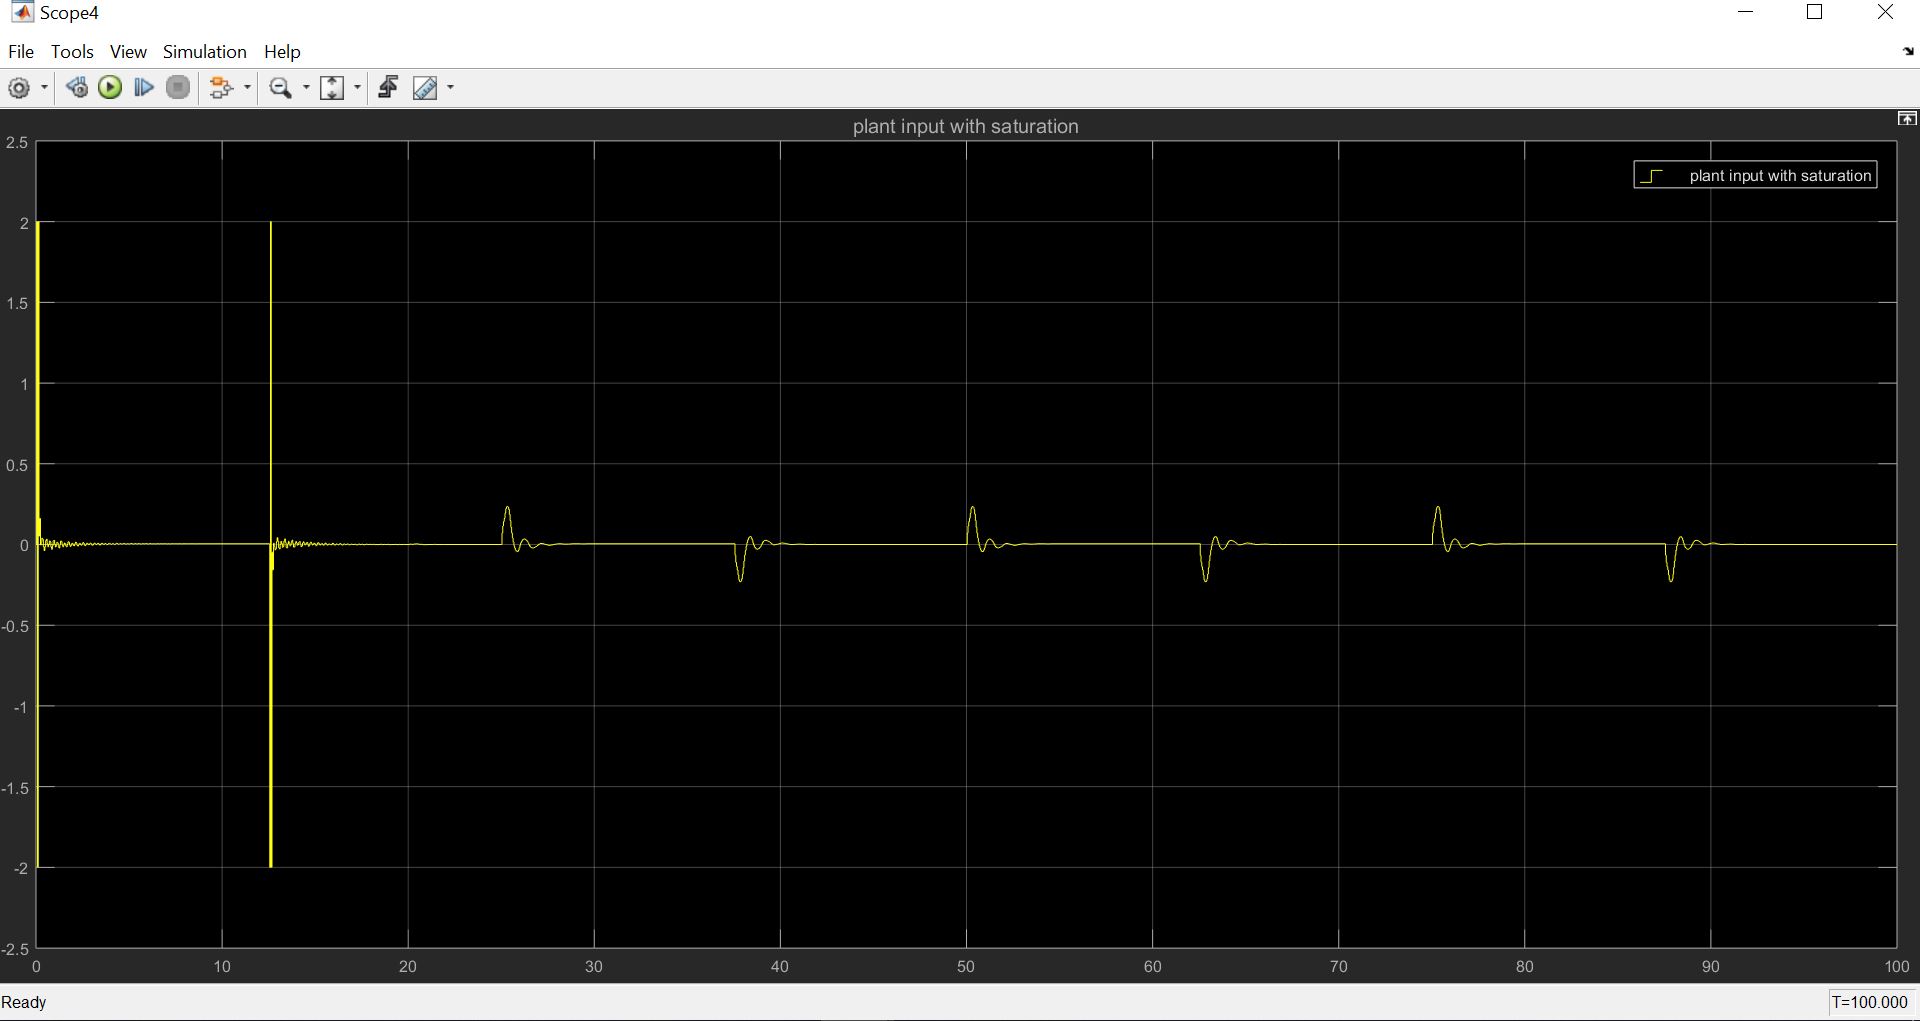 Scope4
File Tools View Simulation Help
plant input with saturation
plant input with saturation
2.5
2
1.5
1
0.5
0
-0.5
-1
-1.5
-2
-2.5
0 10 20 30 40 50 60 70 80 90 100
Ready T=100.000